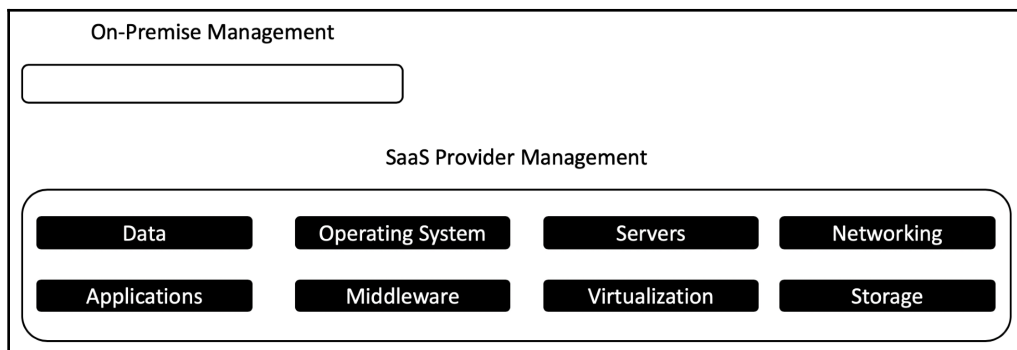 On-Premise Management
SaaS Provider Management
Data Operating System Servers Networking
Applications Middleware Virtualization Storage